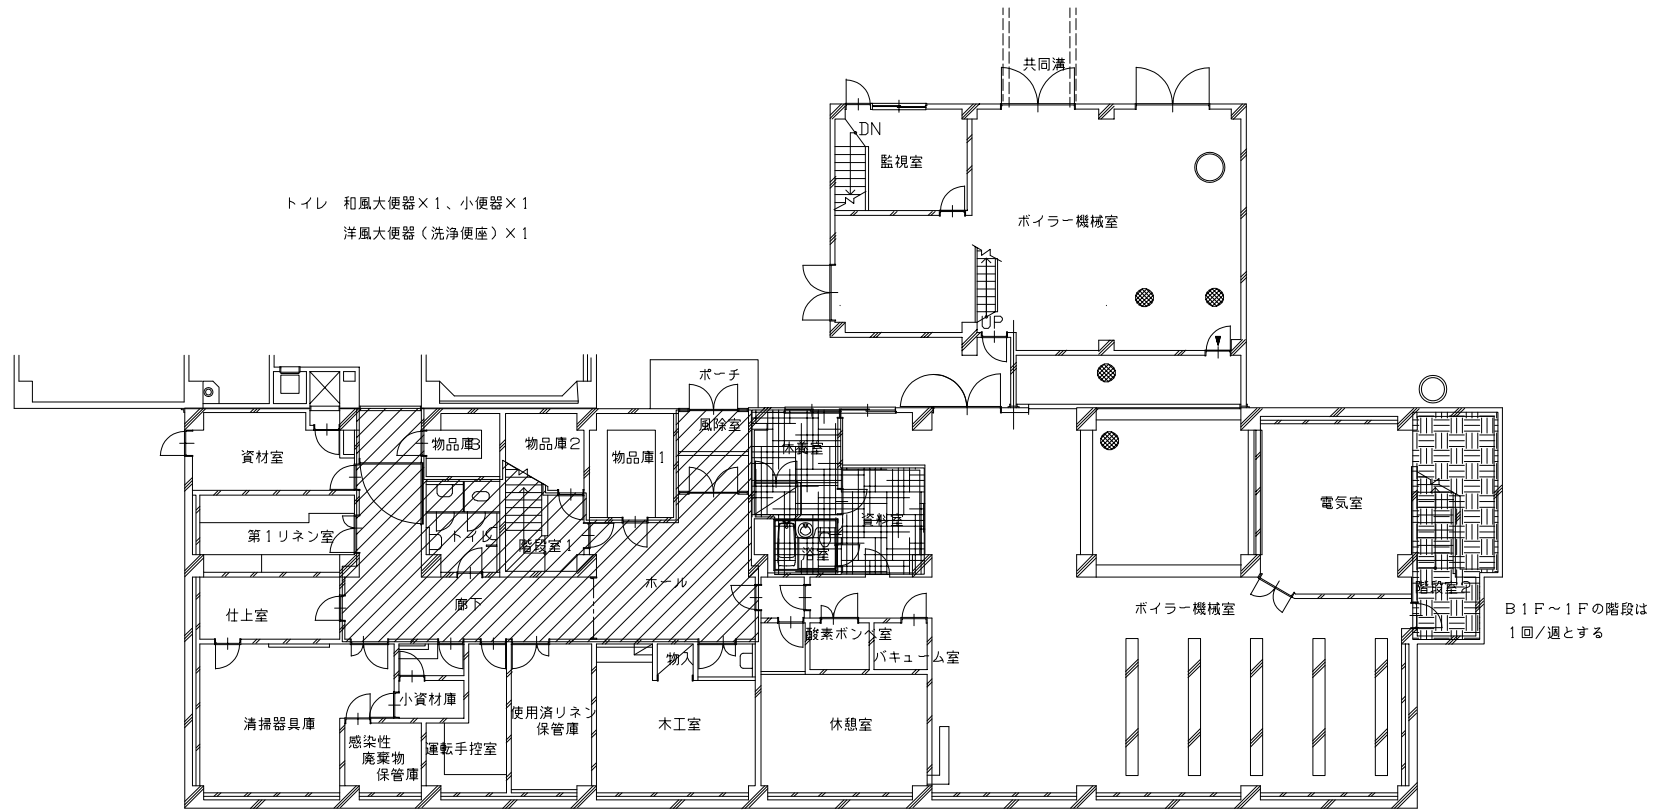 共同溝
DN
監視室
トイレ　和風大便器×１、小便器×１
洋風大便器（洗浄便座）×１
ボイラー機械室
UP
ポーチ
風除室
物品庫3
物品庫２
物品庫１
休養室
資材室
電気室
第１リネン室
トイレ
階段室１
資料室
浴室
ホール
階段室２
仕上室
廊下
ボイラー機械室
Ｂ１Ｆ～１Ｆの階段は
１回/週とする
酸素ボンベ室
バキューム室
物入
小資材庫
清掃器具庫
使用済リネン
保管庫
木工室
休憩室
感染性
廃棄物
保管庫
運転手控室